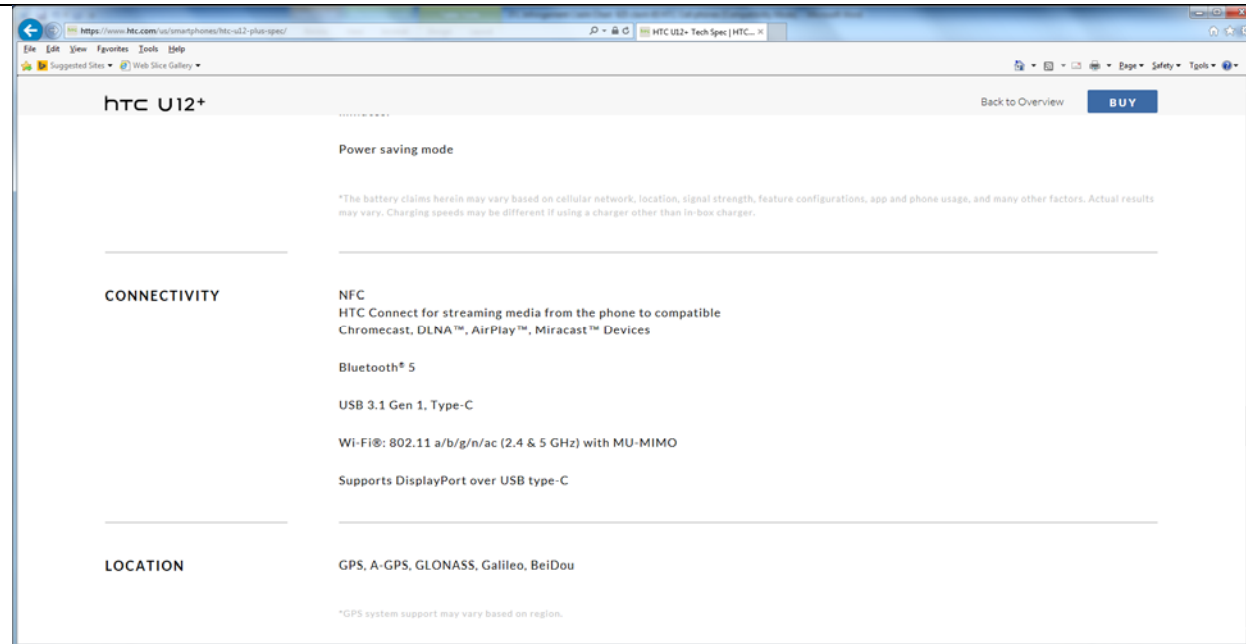 https://www.htc.com/us/smartphones/htc-u12-plus-spec/
HTC U12+ Tech Spec | HTC...
File Edit View Favorites Tools Help
Suggested Sites Web Slice Gallery
Page Safety Tools
hTC U12+
Back to Overview
BUY
Power saving mode
*The battery claims herein may vary based on cellular network, location, signal strength, feature configurations, app and phone usage, and many other factors. Actual results
may vary. Charging speeds may be different if using a charger other than in-box charger.
CONNECTIVITY
NFC
HTC Connect for streaming media from the phone to compatible
Chromecast, DLNA™, AirPlay™, Miracast™ Devices
Bluetooth® 5
USB 3.1 Gen 1, Type-C
Wi-Fi®: 802.11 a/b/g/n/ac (2.4 & 5 GHz) with MU-MIMO
Supports DisplayPort over USB type-C
LOCATION
GPS, A-GPS, GLONASS, Galileo, BeiDou
*GPS system support may vary based on region.